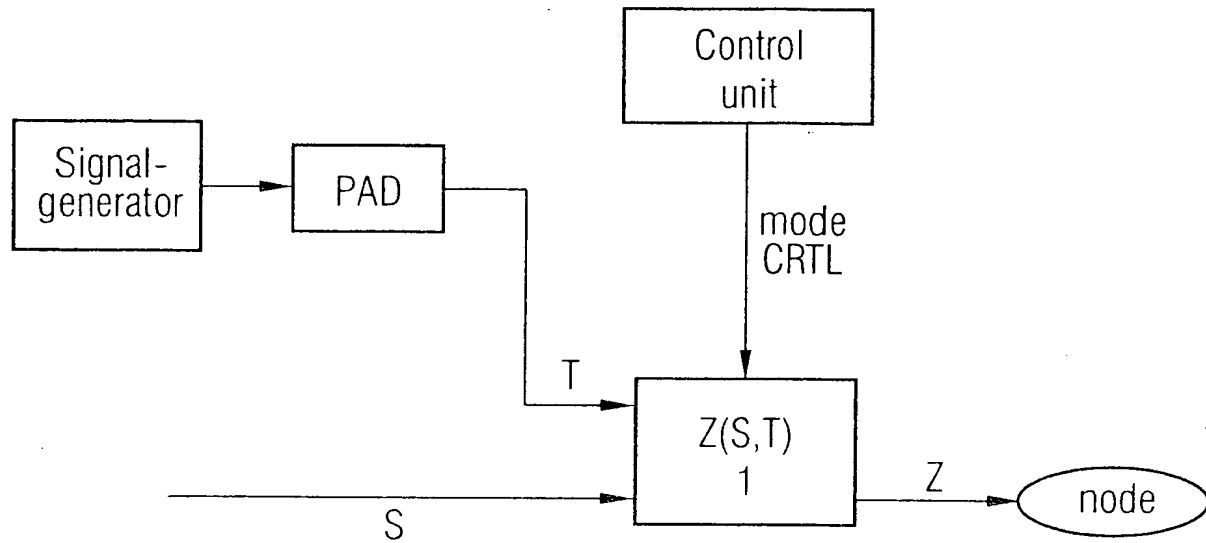 Control
unit
Signal-
generator
PAD
mode
CRTL
T
Z(S,T)
1
S
Z
node